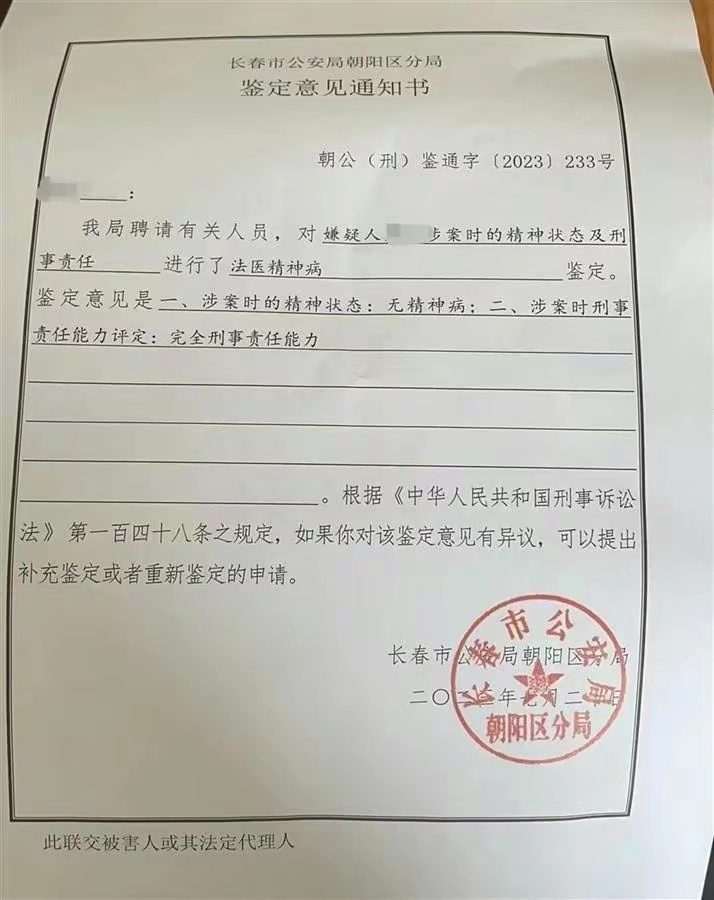 长春市公安局朝阳区分局
鉴定意见通知书
朝公（刑）鉴通字〔2023〕233号
：
我局聘请有关人员，对嫌疑人 涉案时的精神状态及刑
事责任 进行了法医精神病 鉴定。
鉴定意见是一、涉案时的精神状态：无精神病；二、涉案时刑事
责任能力评定：完全刑事责任能力
。根据《中华人民共和国刑事诉讼
法》第一百四十八条之规定，如果你对该鉴定意见有异议，可以提出
补充鉴定或者重新鉴定的申请。
长春市公安局朝阳区分局
二〇二 年七月二 日
长春市公安局
朝阳区分局
此联交被害人或其法定代理人